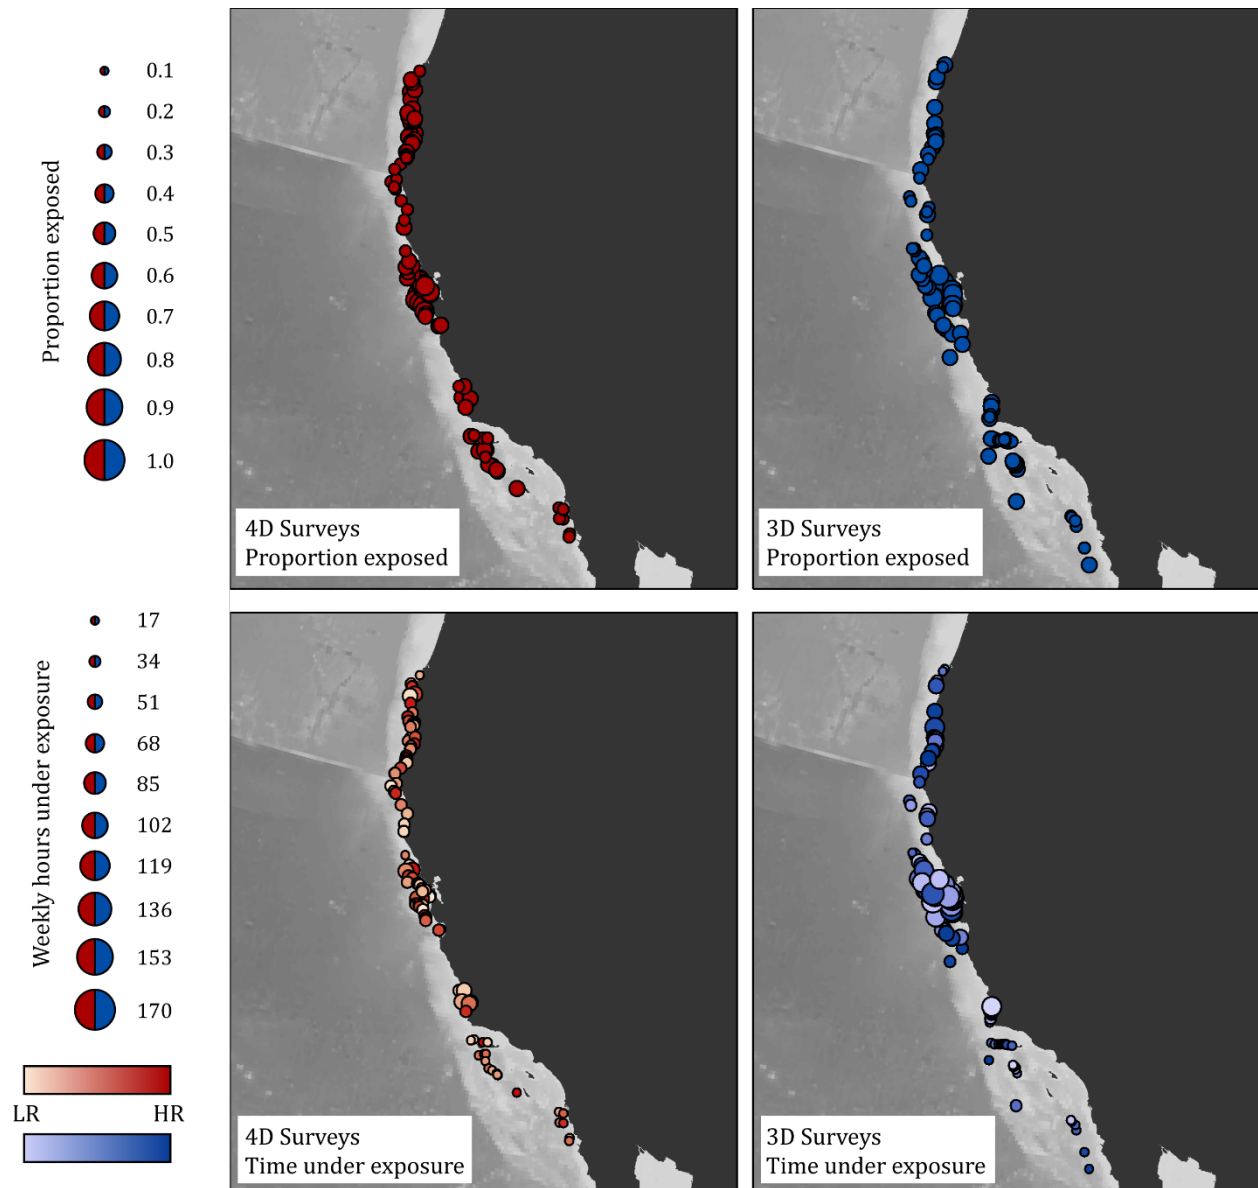 Proportion exposed
0.1
0.2
0.3
0.4
0.5
0.6
0.7
0.8
0.9
1.0
4D Surveys
Proportion exposed
3D Surveys
Proportion exposed
Weekly hours under exposure
17
34
51
68
85
102
119
136
153
170
LR HR
4D Surveys
Time under exposure
3D Surveys
Time under exposure